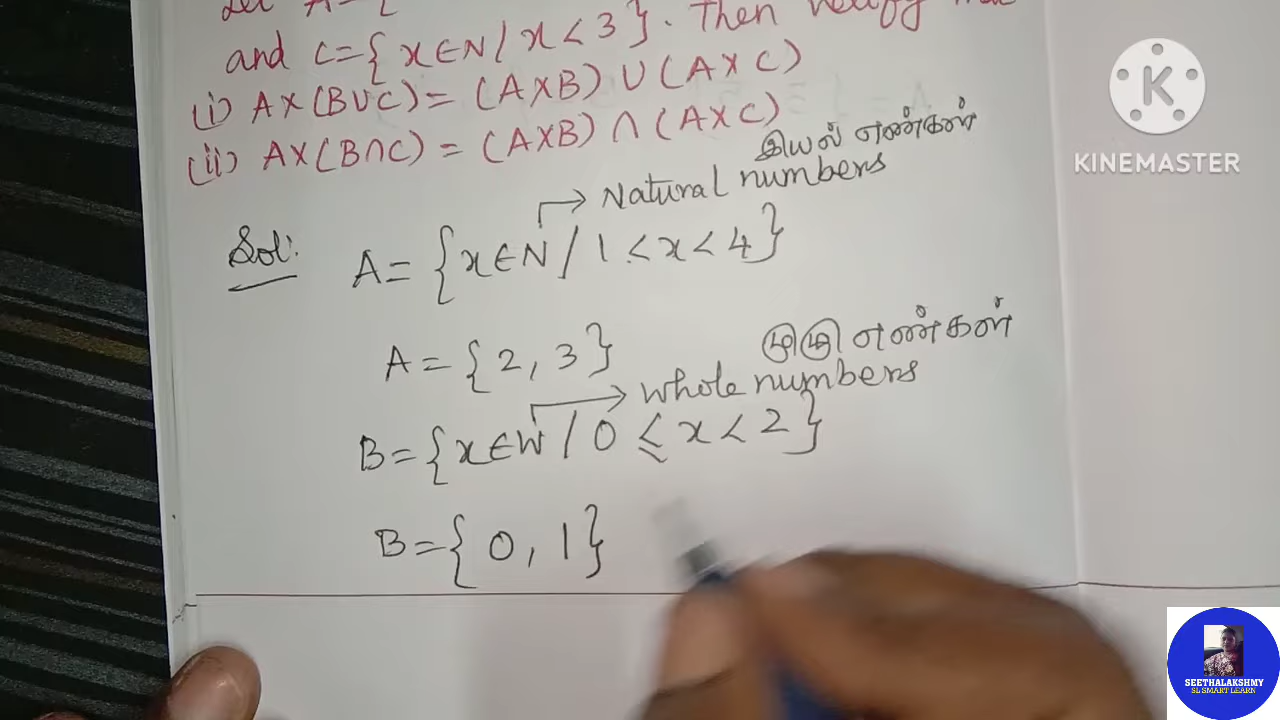 Let A={
and C={x∈N/x<3}. Then verify that
(i) A×(B∪C)=(A×B)∪(A×C)
(ii) A×(B∩C)=(A×B)∩(A×C)
இயல் எண்கள்
Natural numbers
Sol:
A={x∈N/1<x<4}
A={2,3}
முழு எண்கள்
Whole numbers
B={x∈W/0≤x<2}
B={0,1}
K
KINEMASTER
SEETHALAKSHMY
SL SMART LEARN